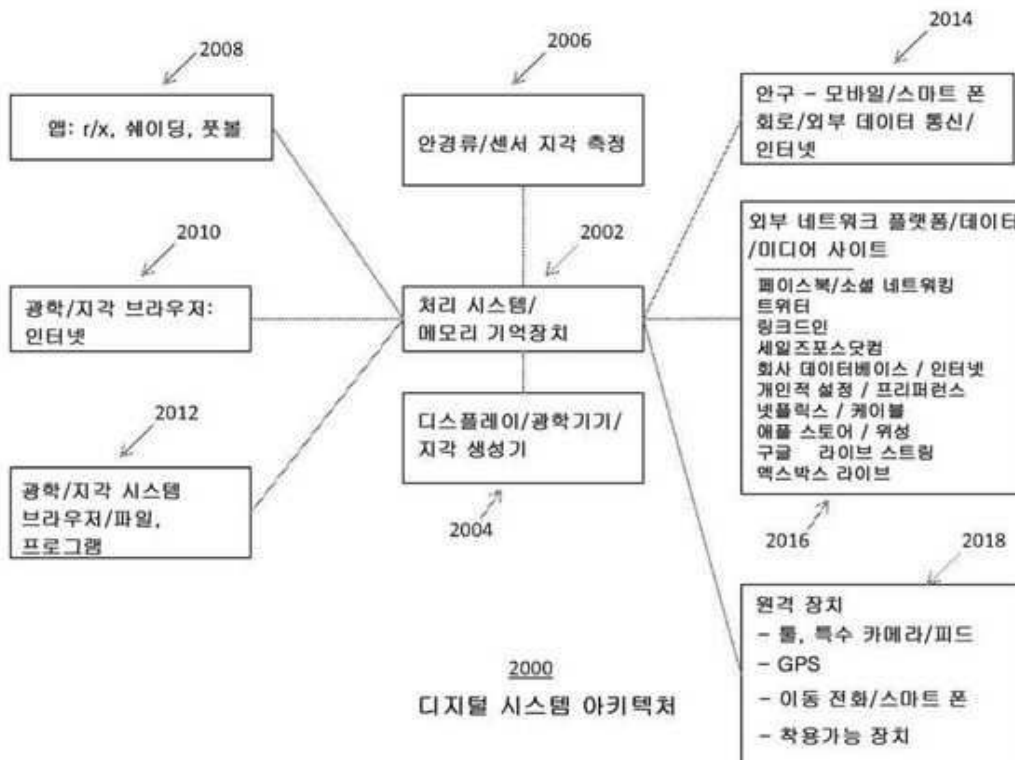 2008
앱: r/x, 쉐이딩, 풋볼
2006
안경류/센서 지각 측정
2014
안구 – 모바일/스마트 폰
회로/외부 데이터 통신/
인터넷
2010
광학/지각 브라우저:
인터넷
2002
처리 시스템/
메모리 기억장치
외부 네트워크 플랫폼/데이터
/미디어 사이트
페이스북/소셜 네트워킹
트위터
링크드인
세일즈포스닷컴
회사 데이터베이스 / 인터넷
개인적 설정 / 프리퍼런스
넷플릭스 / 케이블
애플 스토어 / 위성
구글 라이브 스트링
엑스박스 라이브
2016
2012
광학/지각 시스템
브라우저/파일,
프로그램
디스플레이/광학기기/
지각 생성기
2004
2018
원격 장치
– 툴, 특수 카메라/피드
– GPS
– 이동 전화/스마트 폰
– 착용가능 장치
2000
디지털 시스템 아키텍처